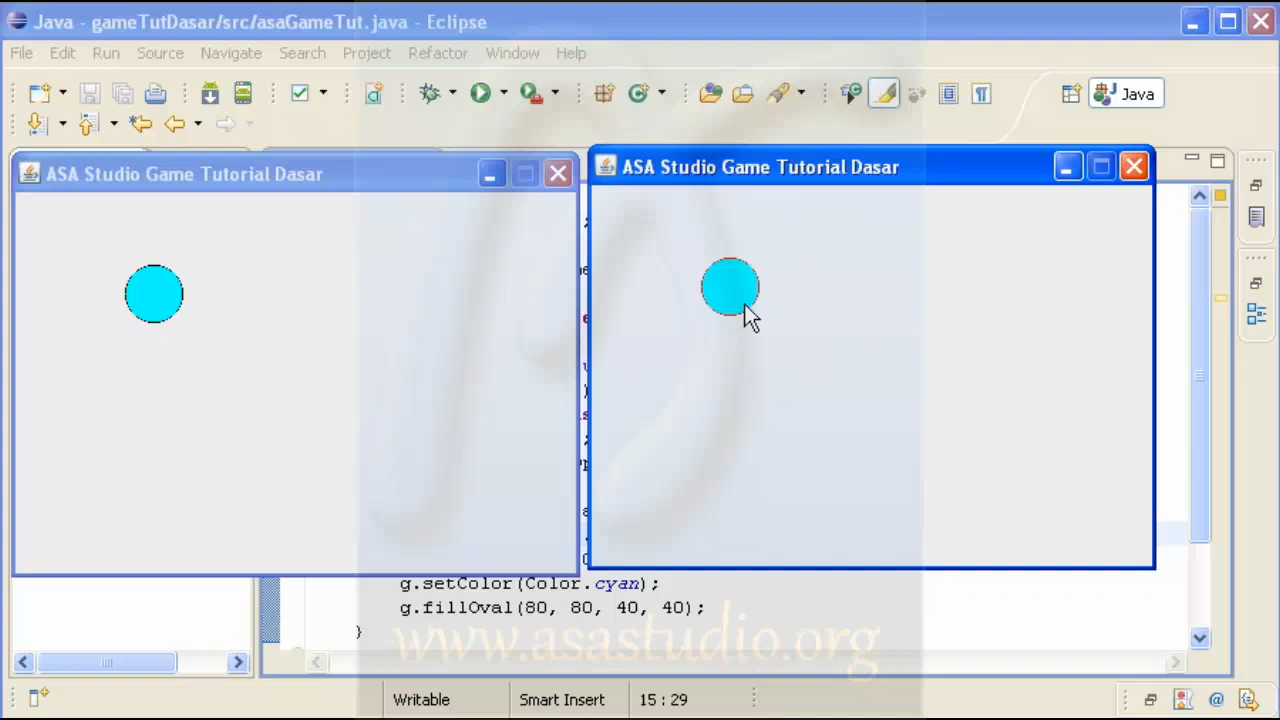 Java - gameTutDasar/src/asaGameTut.java - Eclipse
File Edit Run Source Navigate Search Project Refactor Window Help
Java
ASA Studio Game Tutorial Dasar
ASA Studio Game Tutorial Dasar
g.setColor(Color.cyan);
g.fillOval(80, 80, 40, 40);
}
www.asastudio.org
Writable Smart Insert 15 : 29